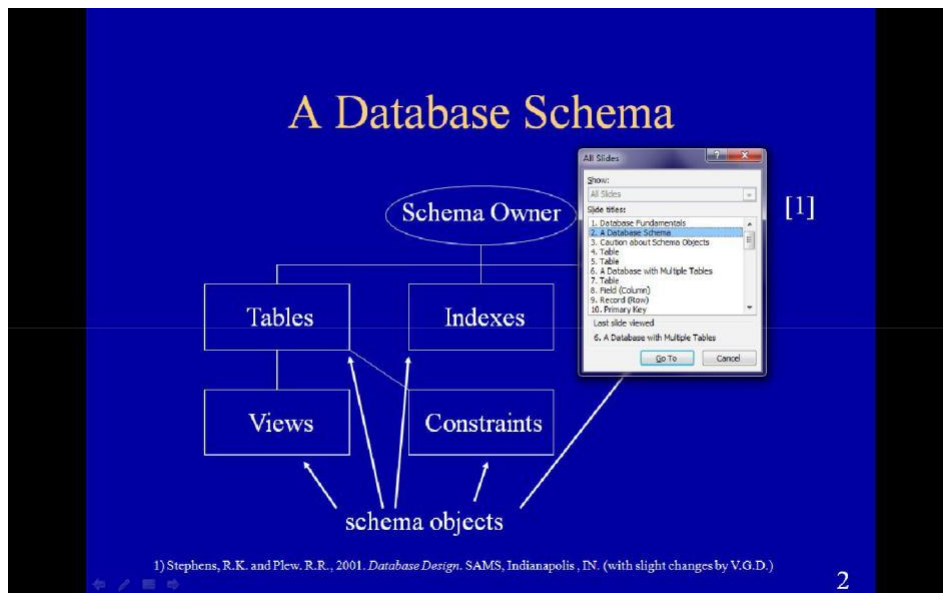 A Database Schema
Schema Owner
[1]
Tables
Indexes
Views
Constraints
schema objects
1) Stephens, R.K. and Plew. R.R., 2001. Database Design. SAMS, Indianapolis , IN. (with slight changes by V.G.D.)
2
All Slides
Show:
All Slides
Slide titles:
1. Database Fundamentals
2. A Database Schema
3. Caution about Schema Objects
4. Table
5. Table
6. A Database with Multiple Tables
7. Table
8. Field (Column)
9. Record (Row)
10. Primary Key
Last slide viewed
6. A Database with Multiple Tables
Go To
Cancel